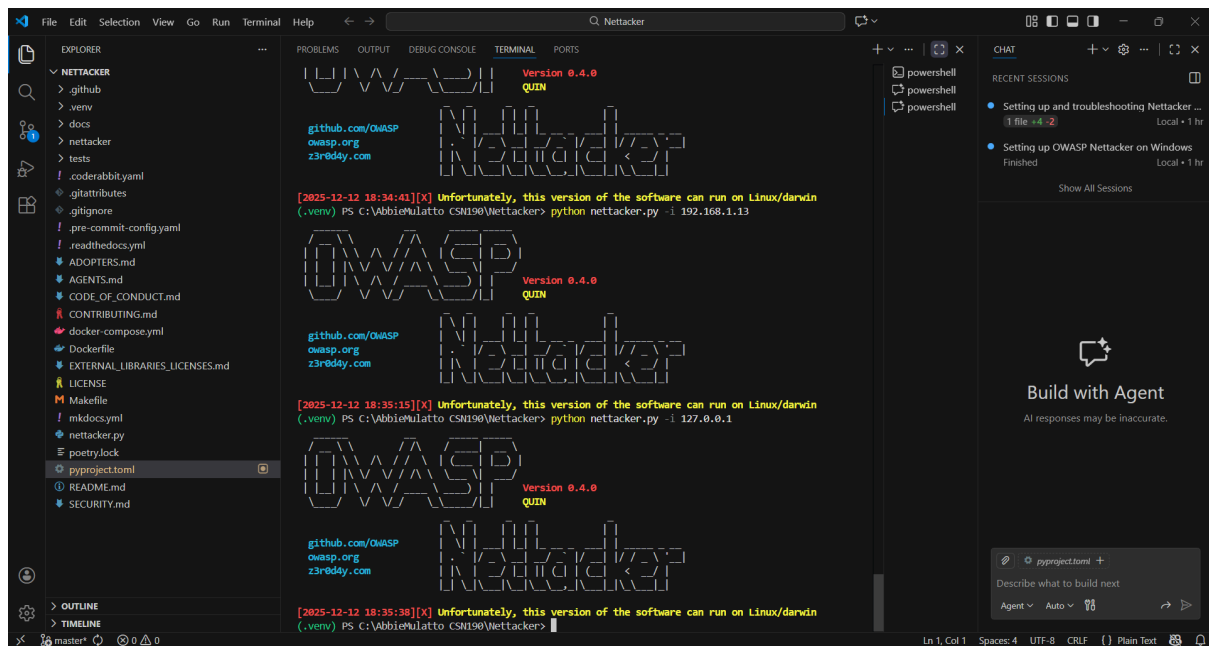 File Edit Selection View Go Run Terminal Help
Nettacker
EXPLORER
NETTACKER
.github
.venv
docs
nettacker
tests
.coderabbit.yaml
.gitattributes
.gitignore
.pre-commit-config.yaml
.readthedocs.yml
ADOPTERS.md
AGENTS.md
CODE_OF_CONDUCT.md
CONTRIBUTING.md
docker-compose.yml
Dockerfile
EXTERNAL_LIBRARIES_LICENSES.md
LICENSE
Makefile
mkdocs.yml
nettacker.py
poetry.lock
pyproject.toml
README.md
SECURITY.md
OUTLINE
TIMELINE
PROBLEMS OUTPUT DEBUG CONSOLE TERMINAL PORTS
Version 0.4.0
QUIN
Nettacker
github.com/OWASP
owasp.org
z3r0d4y.com
[2025-12-12 18:34:41][X] Unfortunately, this version of the software can run on Linux/darwin
(.venv) PS C:\AbbieMulatto CSN190\Nettacker> python nettacker.py -i 192.168.1.13
OWASP
Version 0.4.0
QUIN
Nettacker
github.com/OWASP
owasp.org
z3r0d4y.com
[2025-12-12 18:35:15][X] Unfortunately, this version of the software can run on Linux/darwin
(.venv) PS C:\AbbieMulatto CSN190\Nettacker> python nettacker.py -i 127.0.0.1
OWASP
Version 0.4.0
QUIN
Nettacker
github.com/OWASP
owasp.org
z3r0d4y.com
[2025-12-12 18:35:38][X] Unfortunately, this version of the software can run on Linux/darwin
(.venv) PS C:\AbbieMulatto CSN190\Nettacker>
powershell
powershell
powershell
CHAT
RECENT SESSIONS
Setting up and troubleshooting Nettacker ...
1 file +4 -2 Local • 1 hr
Setting up OWASP Nettacker on Windows
Finished Local • 1 hr
Show All Sessions
Build with Agent
AI responses may be inaccurate.
pyproject.toml +
Describe what to build next
Agent Auto
1
master* 0 0
Ln 1, Col 1 Spaces: 4 UTF-8 CRLF { } Plain Text